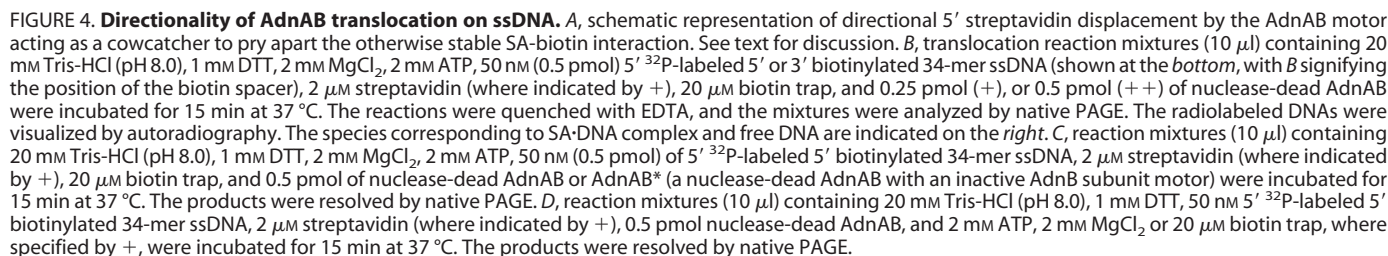 FIGURE 4. Directionality of AdnAB translocation on ssDNA. A, schematic representation of directional 5′ streptavidin displacement by the AdnAB motor
acting as a cowcatcher to pry apart the otherwise stable SA-biotin interaction. See text for discussion. B, translocation reaction mixtures (10 μl) containing 20
mM Tris-HCl (pH 8.0), 1 mM DTT, 2 mM MgCl₂, 2 mM ATP, 50 nM (0.5 pmol) 5′ ³²P-labeled 5′ or 3′ biotinylated 34-mer ssDNA (shown at the bottom, with B signifying
the position of the biotin spacer), 2 μM streptavidin (where indicated by +), 20 μM biotin trap, and 0.25 pmol (+), or 0.5 pmol (++) of nuclease-dead AdnAB
were incubated for 15 min at 37 °C. The reactions were quenched with EDTA, and the mixtures were analyzed by native PAGE. The radiolabeled DNAs were
visualized by autoradiography. The species corresponding to SA·DNA complex and free DNA are indicated on the right. C, reaction mixtures (10 μl) containing
20 mM Tris-HCl (pH 8.0), 1 mM DTT, 2 mM MgCl₂, 2 mM ATP, 50 nM (0.5 pmol) of 5′ ³²P-labeled 5′ biotinylated 34-mer ssDNA, 2 μM streptavidin (where indicated
by +), 20 μM biotin trap, and 0.5 pmol of nuclease-dead AdnAB or AdnAB* (a nuclease-dead AdnAB with an inactive AdnB subunit motor) were incubated for
15 min at 37 °C. The products were resolved by native PAGE. D, reaction mixtures (10 μl) containing 20 mM Tris-HCl (pH 8.0), 1 mM DTT, 50 nM 5′ ³²P-labeled 5′
biotinylated 34-mer ssDNA, 2 μM streptavidin (where indicated by +), 0.5 pmol nuclease-dead AdnAB, and 2 mM ATP, 2 mM MgCl₂ or 20 μM biotin trap, where
specified by +, were incubated for 15 min at 37 °C. The products were resolved by native PAGE.